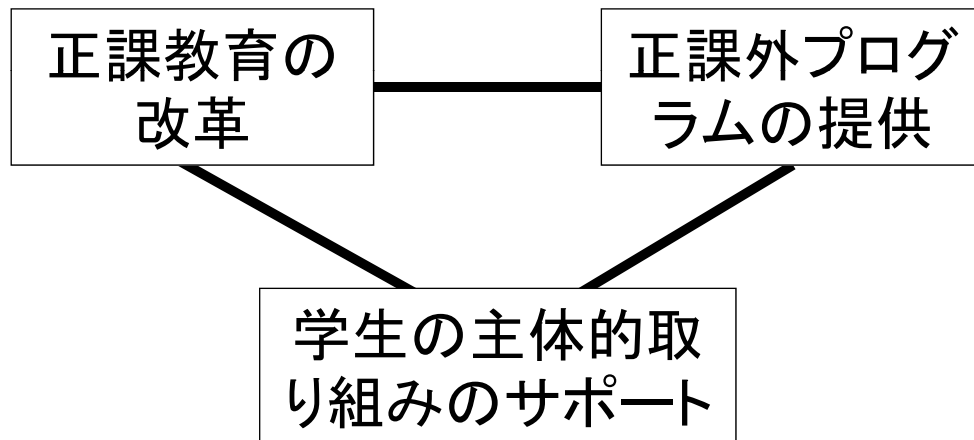 正課教育の
改革
正課外プログ
ラムの提供
学生の主体的取
り組みのサポート